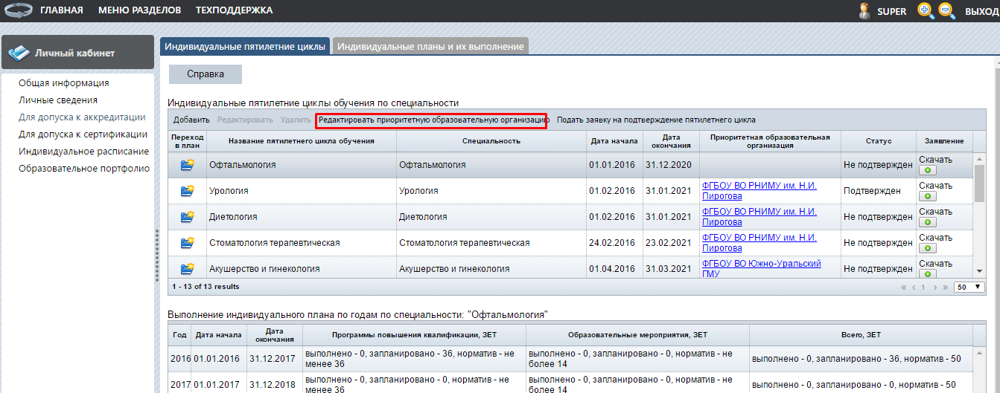 ГЛАВНАЯ МЕНЮ РАЗДЕЛОВ ТЕХПОДДЕРЖКА SUPER ВЫХОД
Личный кабинет
Общая информация
Личные сведения
Для допуска к аккредитации
Для допуска к сертификации
Индивидуальное расписание
Образовательное портфолио
Индивидуальные пятилетние циклы Индивидуальные планы и их выполнение
Справка
Индивидуальные пятилетние циклы обучения по специальности
Добавить Редактировать Удалить Редактировать приоритетную образовательную организацию Подать заявку на подтверждение пятилетнего цикла
Переход в план Название пятилетнего цикла обучения Специальность Дата начала Дата окончания Приоритетная образовательная организация Статус Заявление
Офтальмология Офтальмология 01.01.2016 31.12.2020 Не подтвержден Скачать
Урология Урология 01.02.2016 31.01.2021 ФГБОУ ВО РНИМУ им. Н.И. Пирогова Подтвержден Скачать
Диетология Диетология 01.02.2016 31.01.2021 ФГБОУ ВО РНИМУ им. Н.И. Пирогова Не подтвержден Скачать
Стоматология терапевтическая Стоматология терапевтическая 24.02.2016 23.02.2021 ФГБОУ ВО РНИМУ им. Н.И. Пирогова Не подтвержден Скачать
Акушерство и гинекология Акушерство и гинекология 01.04.2016 31.03.2021 ФГБОУ ВО Южно-Уральский ГМУ Не подтвержден Скачать
1 - 13 of 13 results « ‹ 1 › » 50
Выполнение индивидуального плана по годам по специальности: "Офтальмология"
Год Дата начала Дата окончания Программы повышения квалификации, ЗЕТ Образовательные мероприятия, ЗЕТ Всего, ЗЕТ
2016 01.01.2016 31.12.2017 выполнено - 0, запланировано - 36, норматив - не менее 36 выполнено - 0, запланировано - 0, норматив - не более 14 выполнено - 0, запланировано - 36, норматив - 50
2017 01.01.2017 31.12.2018 выполнено - 0, запланировано - 0, норматив - не менее 36 выполнено - 0, запланировано - 0, норматив - не более 14 выполнено - 0, запланировано - 0, норматив - 50